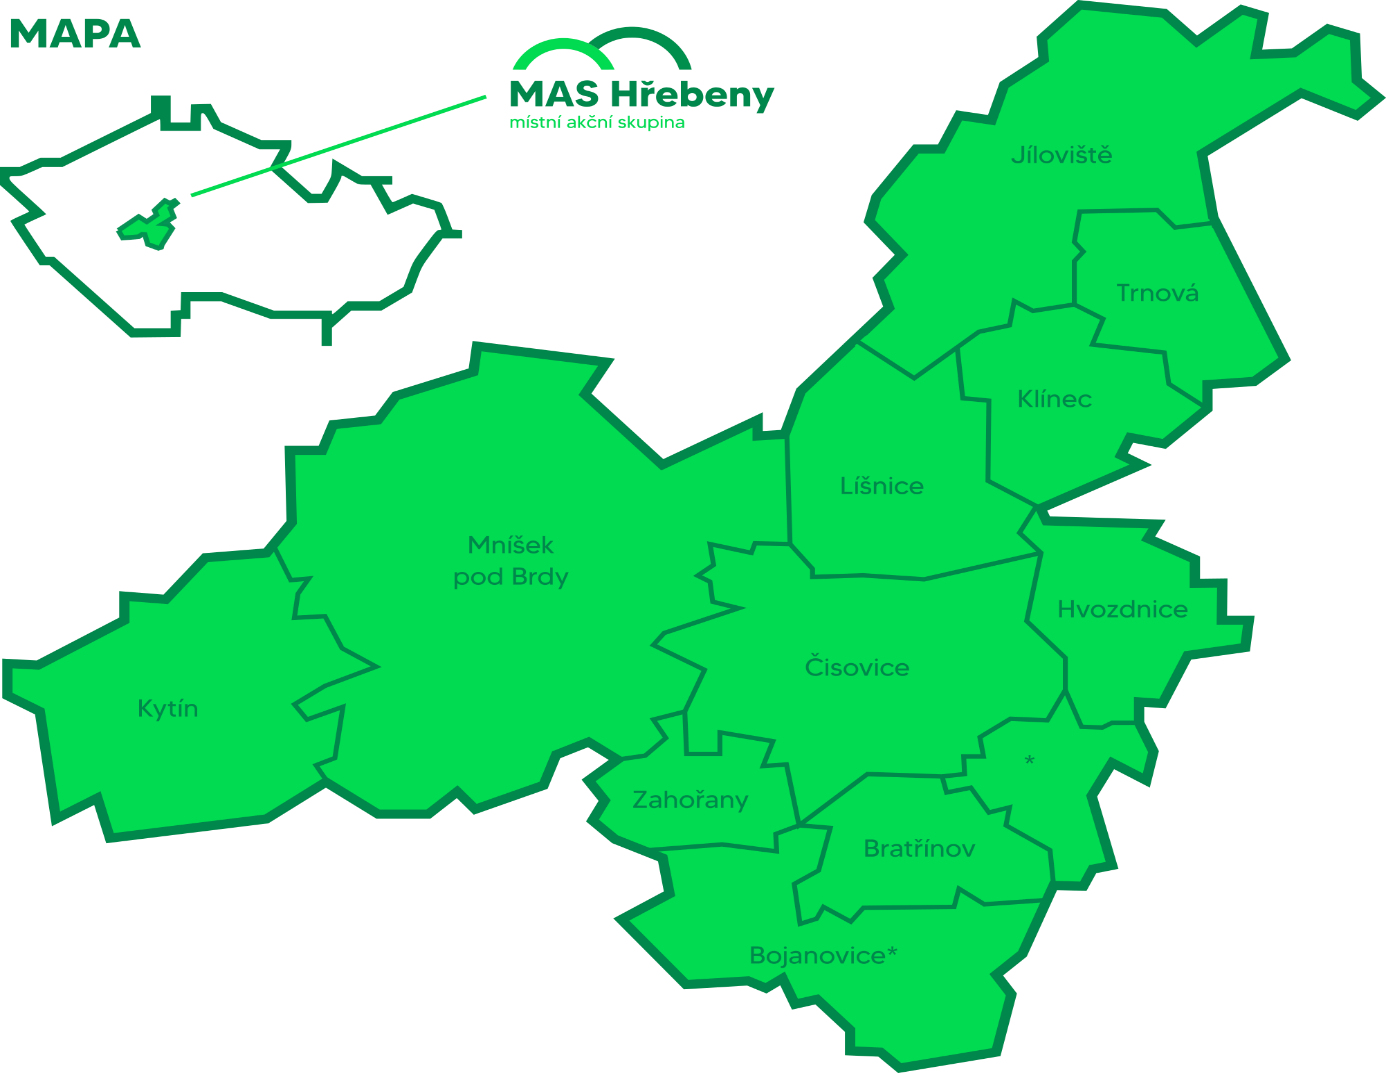 MAPA
MAS Hřebeny
místní akční skupina
Jíloviště
Trnová
Klínec
Líšnice
Mníšek
pod Brdy
Hvozdnice
Čisovice
Kytín
*
Zahořany
Bratřínov
Bojanovice*